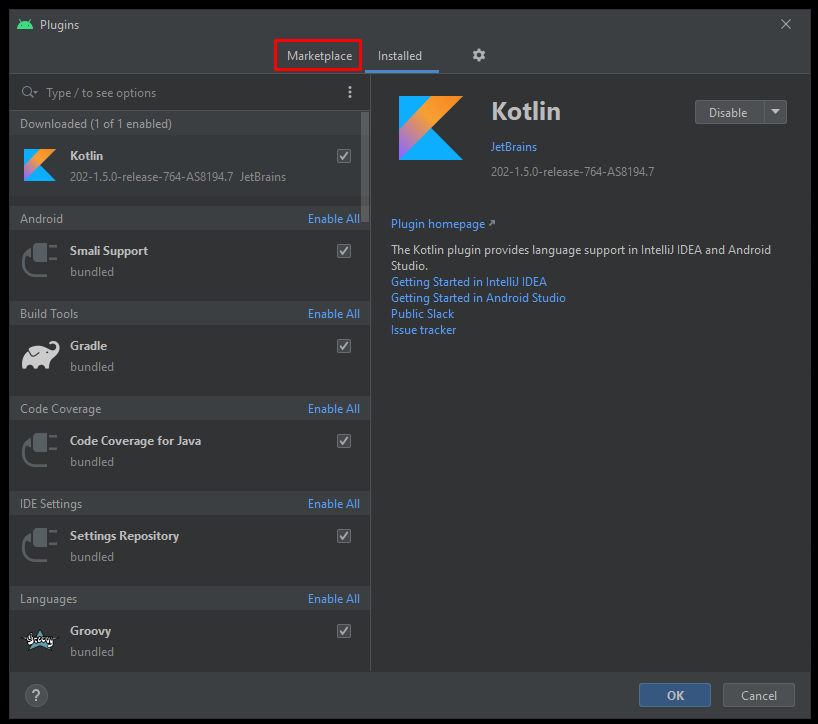 Plugins
Marketplace Installed
Type / to see options
Downloaded (1 of 1 enabled)
Kotlin
202-1.5.0-release-764-AS8194.7 JetBrains
Android Enable All
Smali Support
bundled
Build Tools Enable All
Gradle
bundled
Code Coverage Enable All
Code Coverage for Java
bundled
IDE Settings Enable All
Settings Repository
bundled
Languages Enable All
Groovy
bundled
Kotlin
Disable
JetBrains
202-1.5.0-release-764-AS8194.7
Plugin homepage
The Kotlin plugin provides language support in IntelliJ IDEA and Android
Studio.
Getting Started in IntelliJ IDEA
Getting Started in Android Studio
Public Slack
Issue tracker
?
OK Cancel